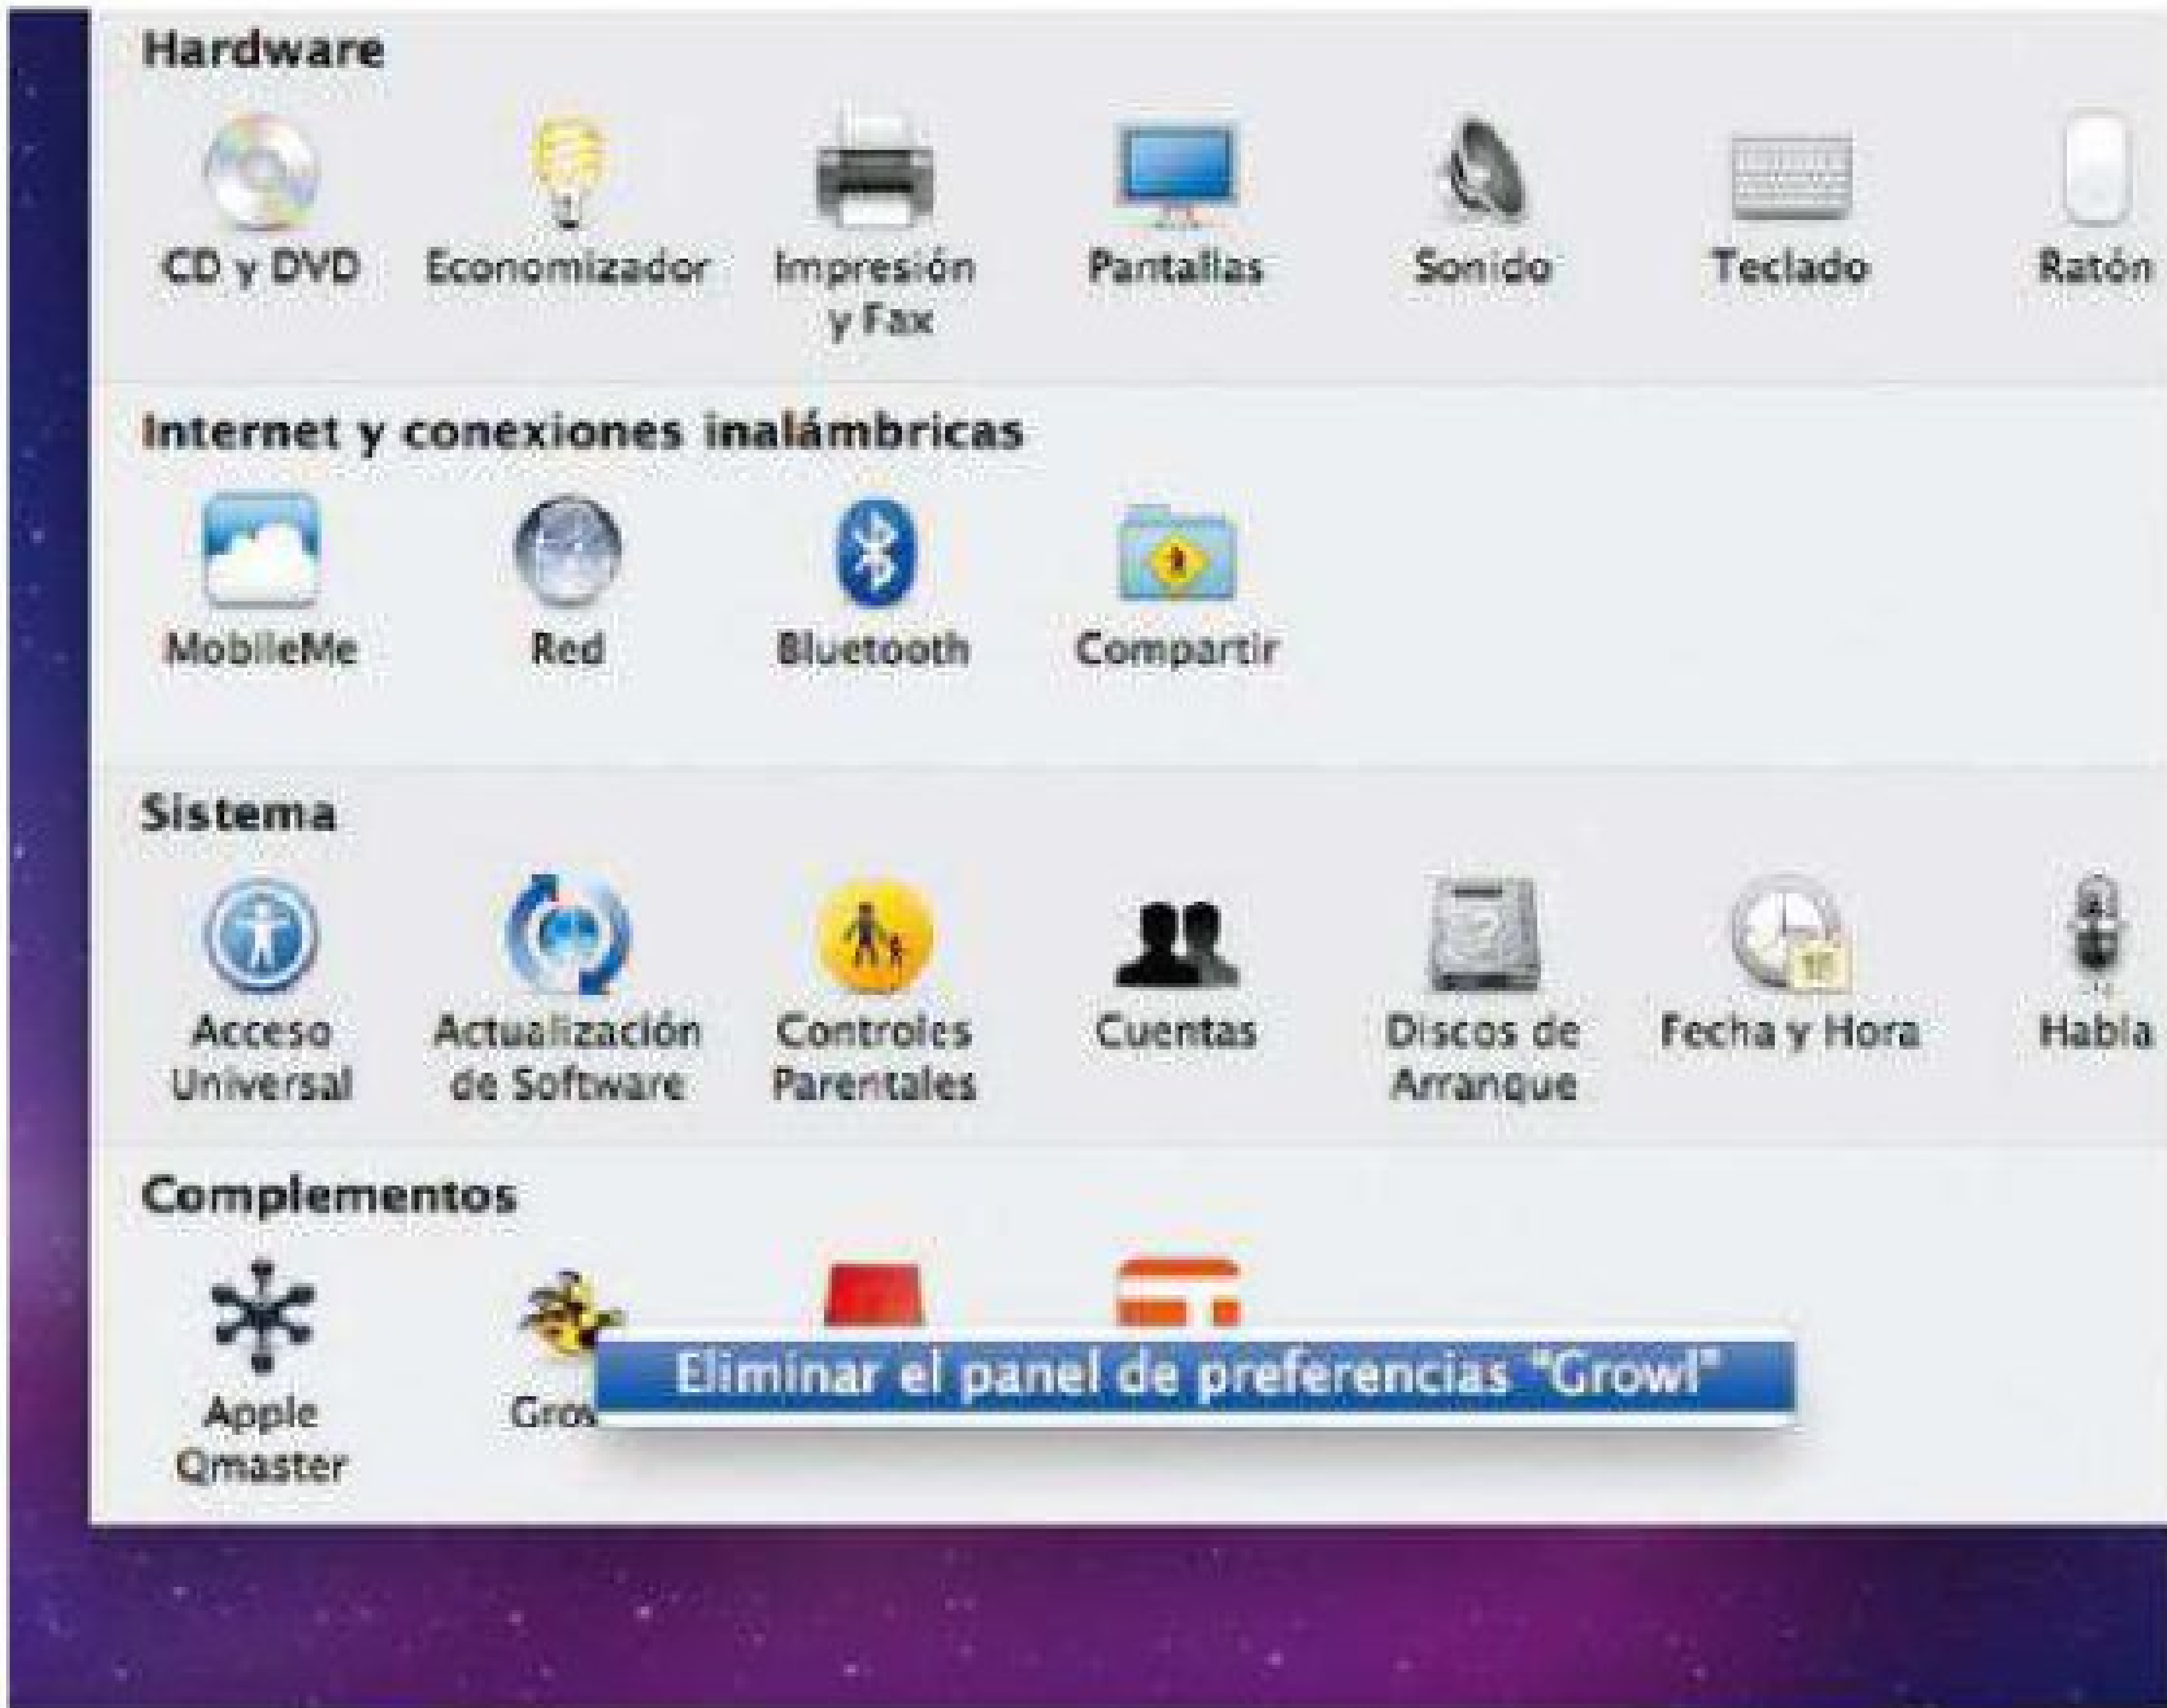 Hardware
CD y DVD
Economizador
Impresión
y Fax
Pantallas
Sonido
Teclado
Ratón
Internet y conexiones inalámbricas
MobileMe
Red
Bluetooth
Compartir
Sistema
Acceso
Universal
Actualización
de Software
Controles
Parentales
Cuentas
Discos de
Arranque
Fecha y Hora
Habla
Complementos
Apple
Qmaster
Grow
Eliminar el panel de preferencias "Growl"